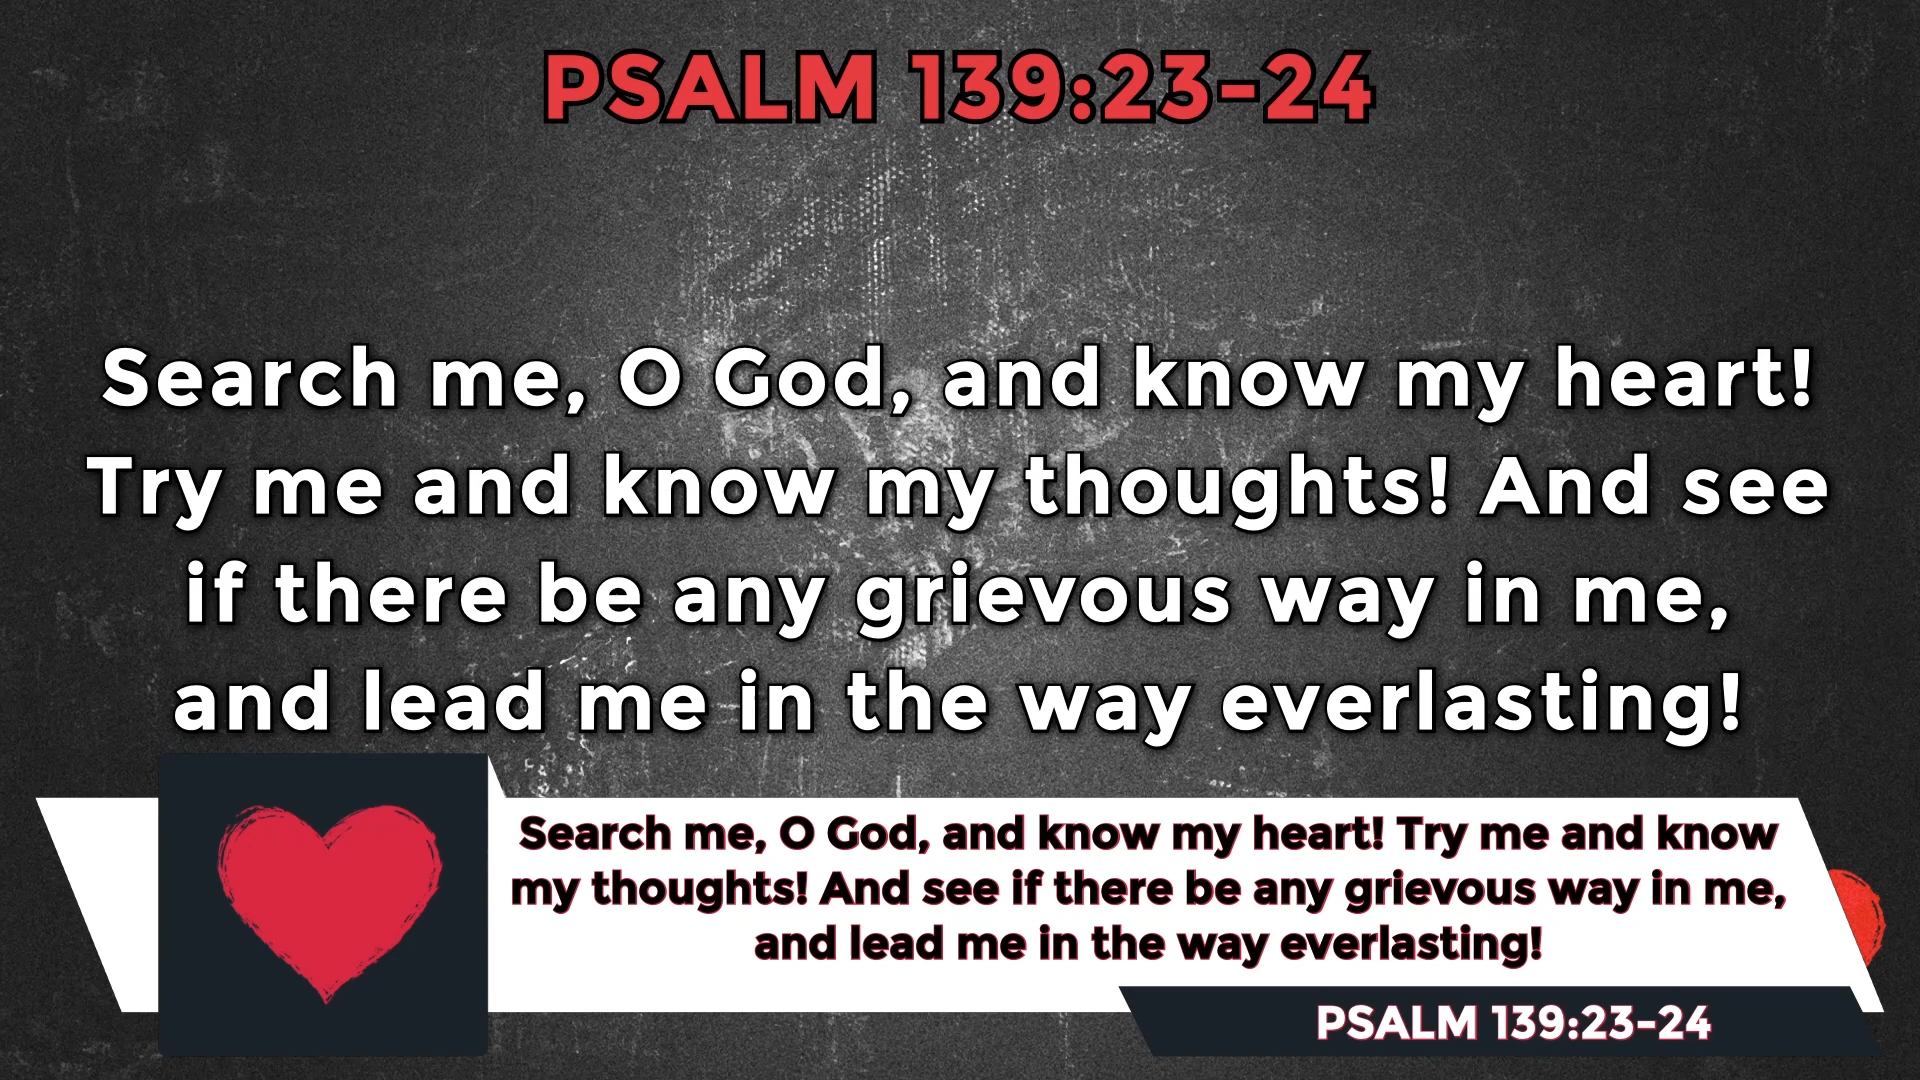 PSALM 139:23-24
Search me, O God, and know my heart!
Try me and know my thoughts! And see
if there be any grievous way in me,
and lead me in the way everlasting!
Search me, O God, and know my heart! Try me and know
my thoughts! And see if there be any grievous way in me,
and lead me in the way everlasting!
PSALM 139:23-24